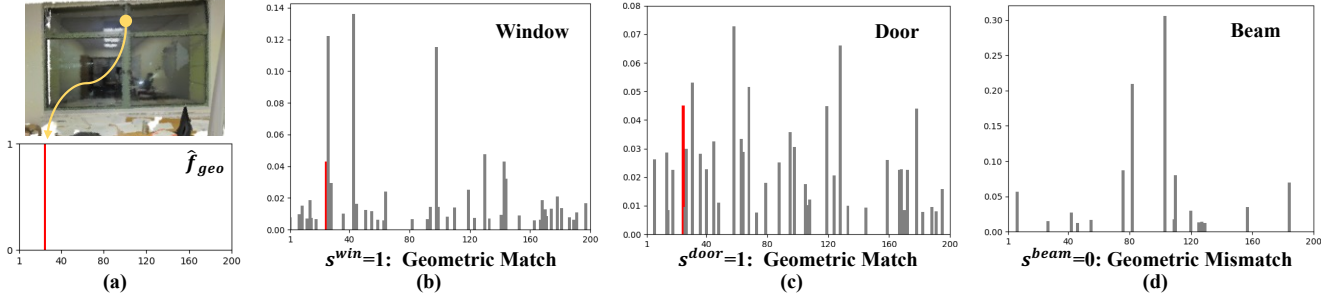 1
0
f̂geo
1 40 80 120 160 200
(a)
0.14
0.12
0.10
0.08
0.06
0.04
0.02
0.00
Window
1 40 80 120 160 200
s^win=1: Geometric Match
(b)
0.08
0.07
0.06
0.05
0.04
0.03
0.02
0.01
0.00
Door
1 40 80 120 160 200
s^door=1: Geometric Match
(c)
0.30
0.25
0.20
0.15
0.10
0.05
0.00
Beam
1 40 80 120 160 200
s^beam=0: Geometric Mismatch
(d)